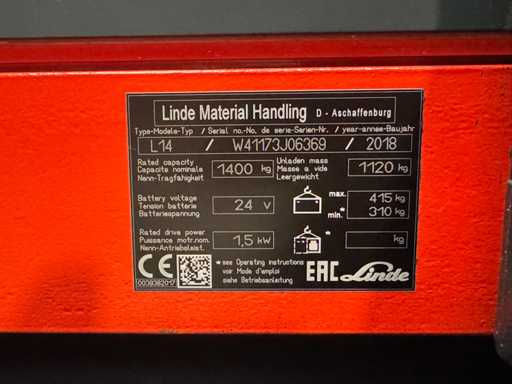 Linde Material Handling D - Aschaffenburg
Type-Modele-Typ / Serial no.-No. de serie-Serien-Nr. / year-annee-Baujahr
L14 / W41173J06369 / 2018
Rated capacity
Capacite nominale
Nenn-Tragfähigkeit
1400 kg
Unladen mass
Masse a vide
Leergewicht
1120 kg
Battery voltage
Tension batterie
Batteriespannung
24 V
max. 415 kg
min.* 310 kg
Rated drive power
Puissance motr.nom.
Nenn-Antriebsleist.
1,5 kW
* kg
CE
*= see Operating instructions
voir Mode d'emploi
siehe Betriebsanleitung
EAC Linde